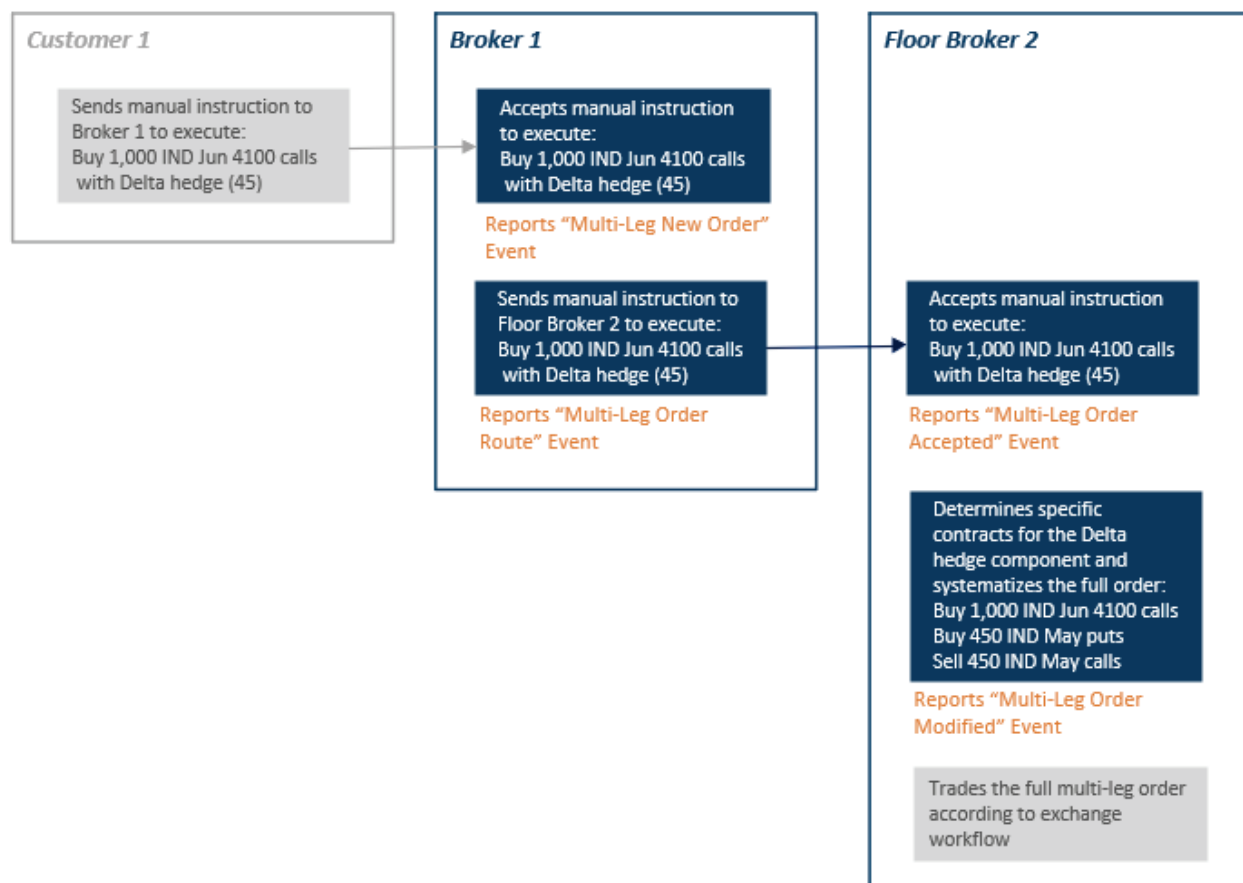 Customer 1
Sends manual instruction to
Broker 1 to execute:
Buy 1,000 IND Jun 4100 calls
with Delta hedge (45)
Broker 1
Accepts manual instruction
to execute:
Buy 1,000 IND Jun 4100 calls
with Delta hedge (45)
Reports “Multi-Leg New Order”
Event
Sends manual instruction to
Floor Broker 2 to execute:
Buy 1,000 IND Jun 4100 calls
with Delta hedge (45)
Reports “Multi-Leg Order
Route” Event
Floor Broker 2
Accepts manual instruction
to execute:
Buy 1,000 IND Jun 4100 calls
with Delta hedge (45)
Reports “Multi-Leg Order
Accepted” Event
Determines specific
contracts for the Delta
hedge component and
systematizes the full order:
Buy 1,000 IND Jun 4100 calls
Buy 450 IND May puts
Sell 450 IND May calls
Reports “Multi-Leg Order
Modified” Event
Trades the full multi-leg order
according to exchange
workflow